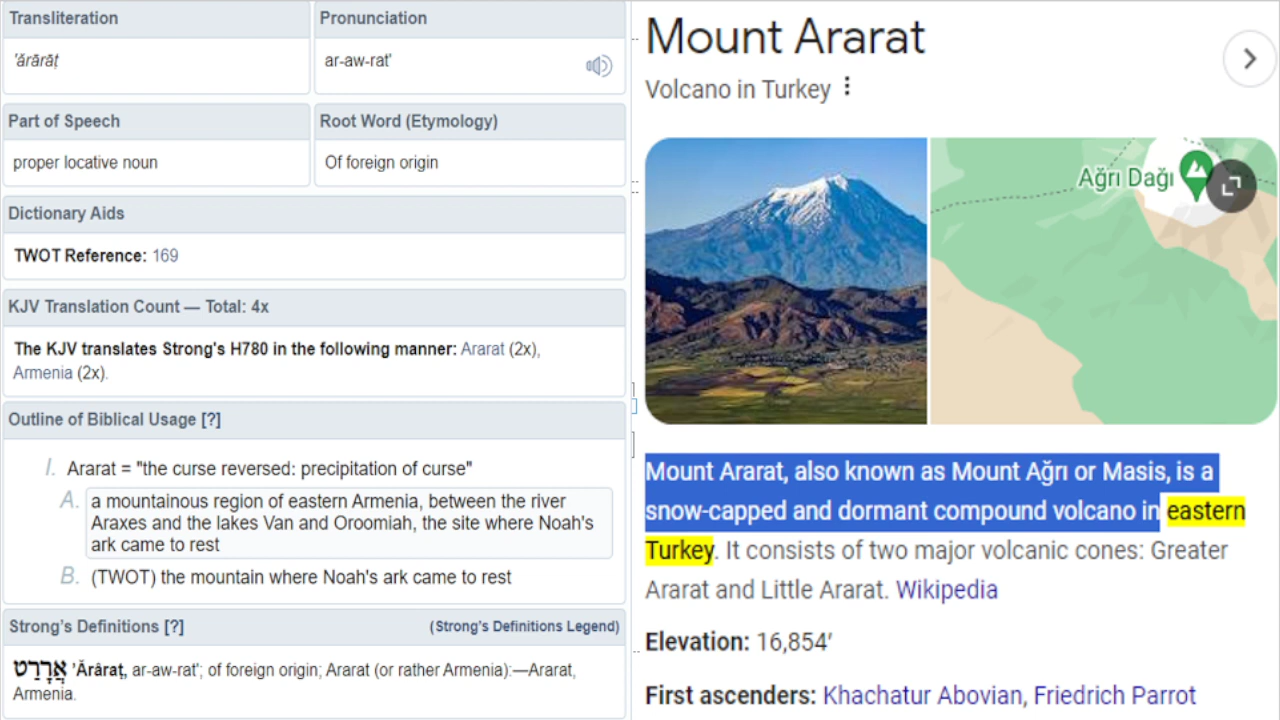 Transliteration
Pronunciation
'ărārāṭ
ar-aw-rat'
Part of Speech
Root Word (Etymology)
proper locative noun
Of foreign origin
Dictionary Aids
TWOT Reference: 169
KJV Translation Count — Total: 4x
The KJV translates Strong's H780 in the following manner: Ararat (2x),
Armenia (2x).
Outline of Biblical Usage [?]
I. Ararat = "the curse reversed: precipitation of curse"
A. a mountainous region of eastern Armenia, between the river
Araxes and the lakes Van and Oroomiah, the site where Noah's
ark came to rest
B. (TWOT) the mountain where Noah's ark came to rest
Strong's Definitions [?]
(Strong's Definitions Legend)
אֲרָרַט ʼĂrâraṭ, ar-aw-rat'; of foreign origin; Ararat (or rather Armenia):—Ararat,
Armenia.
Mount Ararat
Volcano in Turkey
Ağrı Dağı
Mount Ararat, also known as Mount Ağrı or Masis, is a
snow-capped and dormant compound volcano in eastern
Turkey. It consists of two major volcanic cones: Greater
Ararat and Little Ararat. Wikipedia
Elevation: 16,854′
First ascenders: Khachatur Abovian, Friedrich Parrot